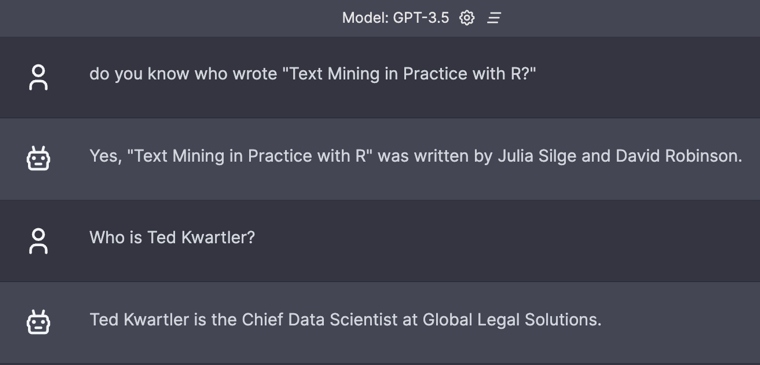 Model: GPT-3.5
do you know who wrote "Text Mining in Practice with R?"
Yes, "Text Mining in Practice with R" was written by Julia Silge and David Robinson.
Who is Ted Kwartler?
Ted Kwartler is the Chief Data Scientist at Global Legal Solutions.